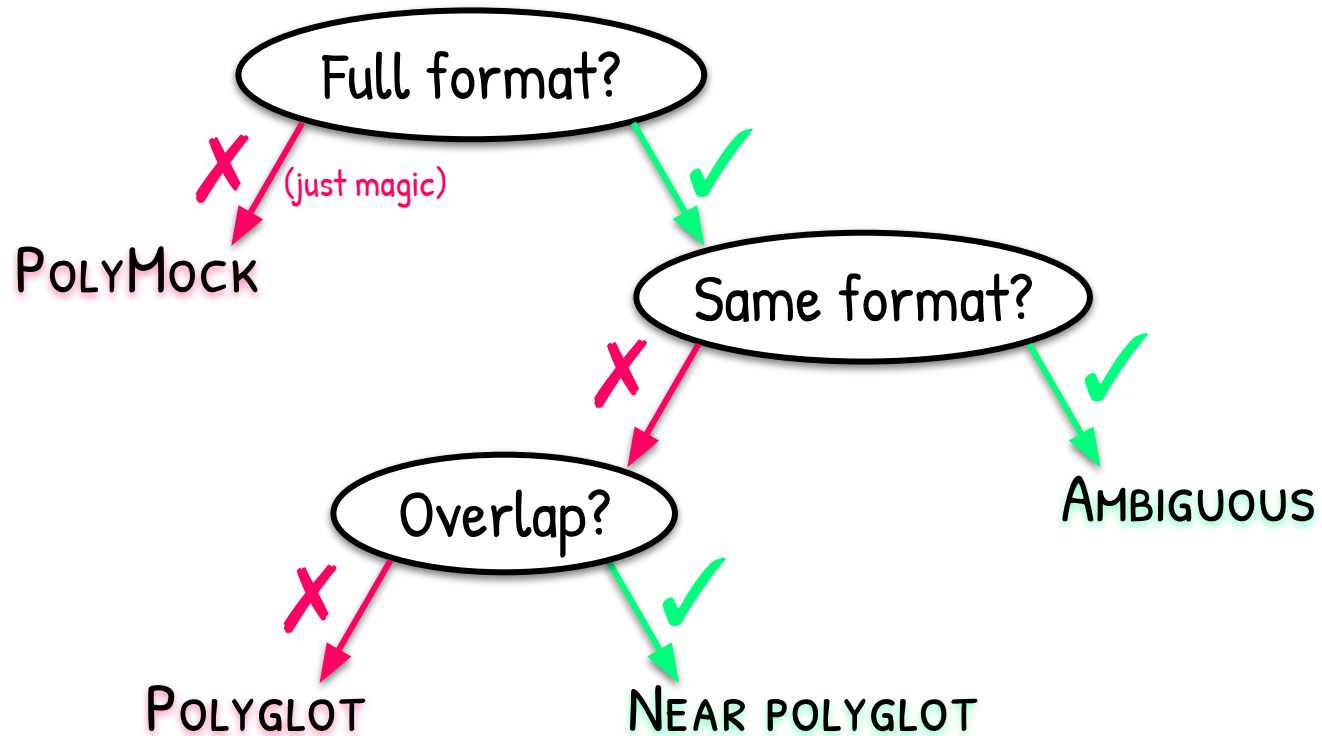 Full format?
✗
(just magic)
✓
PolyMock
Same format?
✗
✓
Overlap?
Ambiguous
✗
✓
Polyglot
Near polyglot